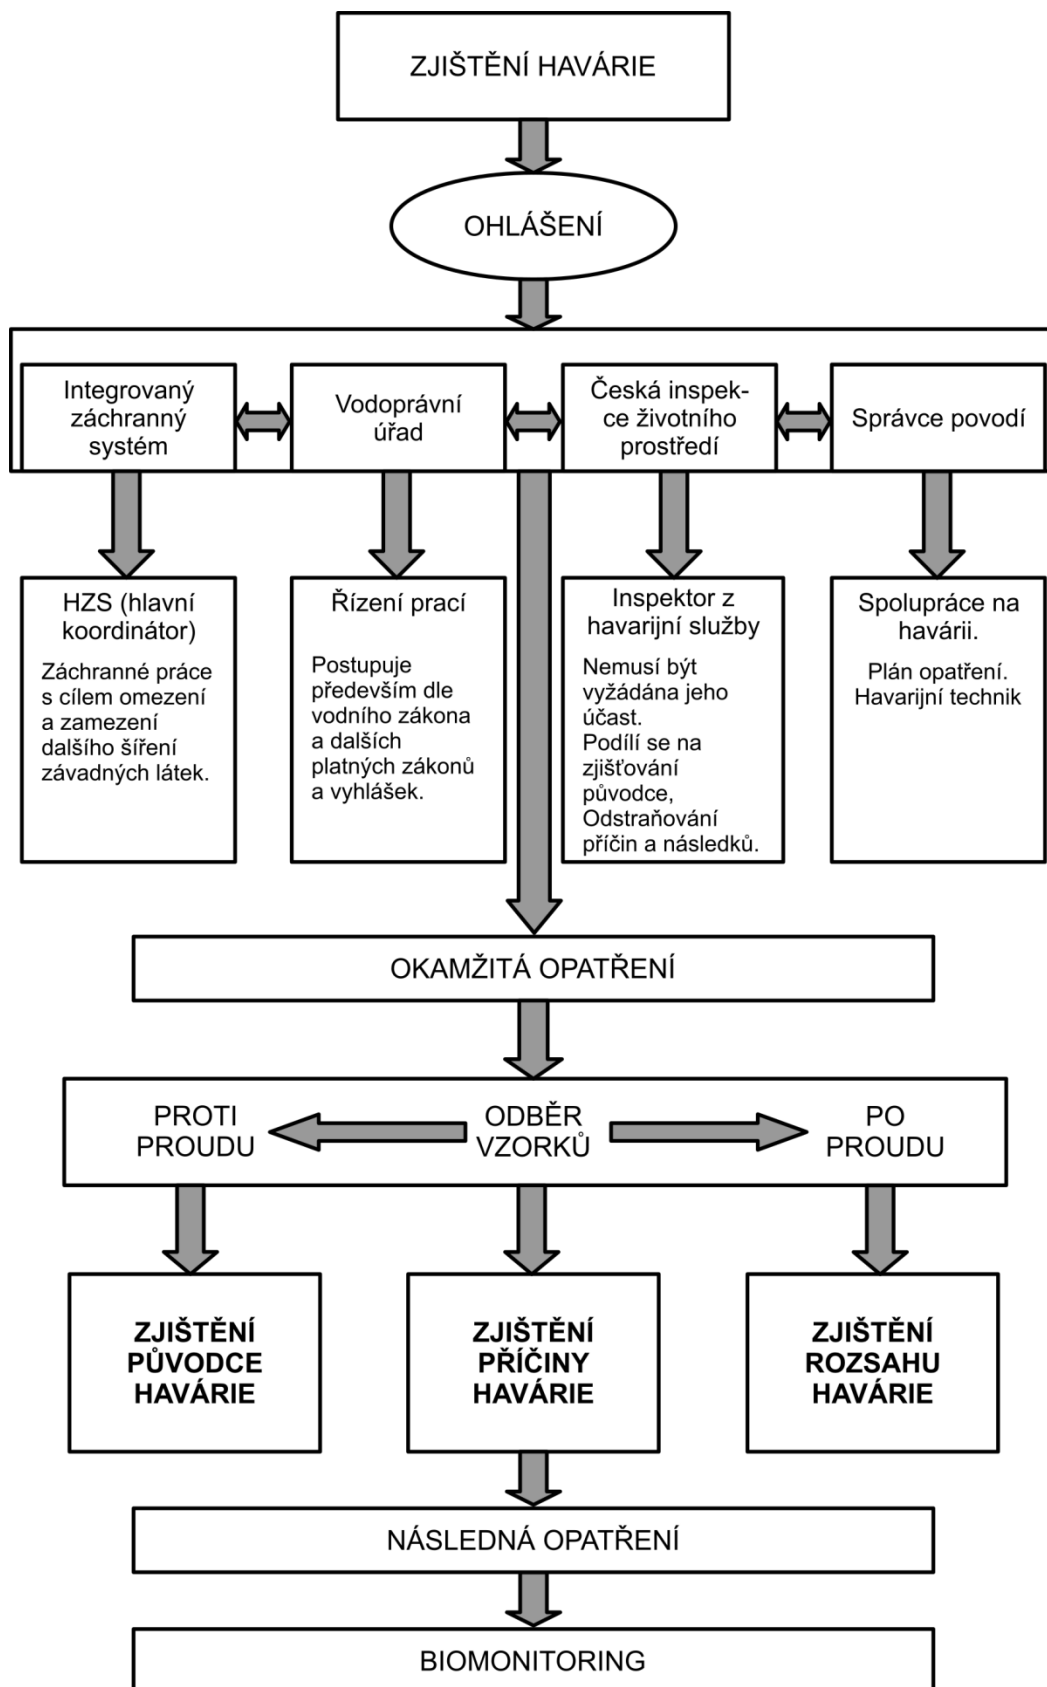 ZJIŠTĚNÍ HAVÁRIE
OHLÁŠENÍ
Integrovaný
záchranný
systém
Vodoprávní
úřad
Česká inspek-
ce životního
prostředí
Správce povodí
HZS (hlavní
koordinátor)
Záchranné práce
s cílem omezení
a zamezení
dalšího šíření
závadných látek.
Řízení prací
Postupuje
především dle
vodního zákona
a dalších
platných zákonů
a vyhlášek.
Inspektor z
havarijní služby
Nemusí být
vyžádána jeho
účast.
Podílí se na
zjišťování
původce,
Odstraňování
příčin a následků.
Spolupráce na
havárii.
Plán opatření.
Havarijní technik
OKAMŽITÁ OPATŘENÍ
PROTI
PROUDU
ODBĚR
VZORKŮ
PO
PROUDU
ZJIŠTĚNÍ
PŮVODCE
HAVÁRIE
ZJIŠTĚNÍ
PŘÍČINY
HAVÁRIE
ZJIŠTĚNÍ
ROZSAHU
HAVÁRIE
NÁSLEDNÁ OPATŘENÍ
BIOMONITORING